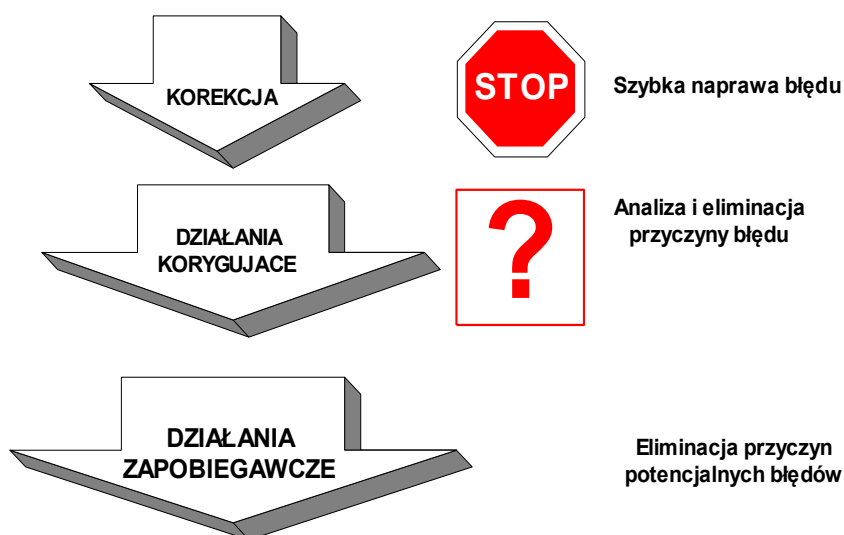 KOREKCJA
STOP
Szybka naprawa błędu
DZIAŁANIA
KORYGUJACE
?
Analiza i eliminacja
przyczyny błędu
DZIAŁANIA
ZAPOBIEGAWCZE
Eliminacja przyczyn
potencjalnych błędów